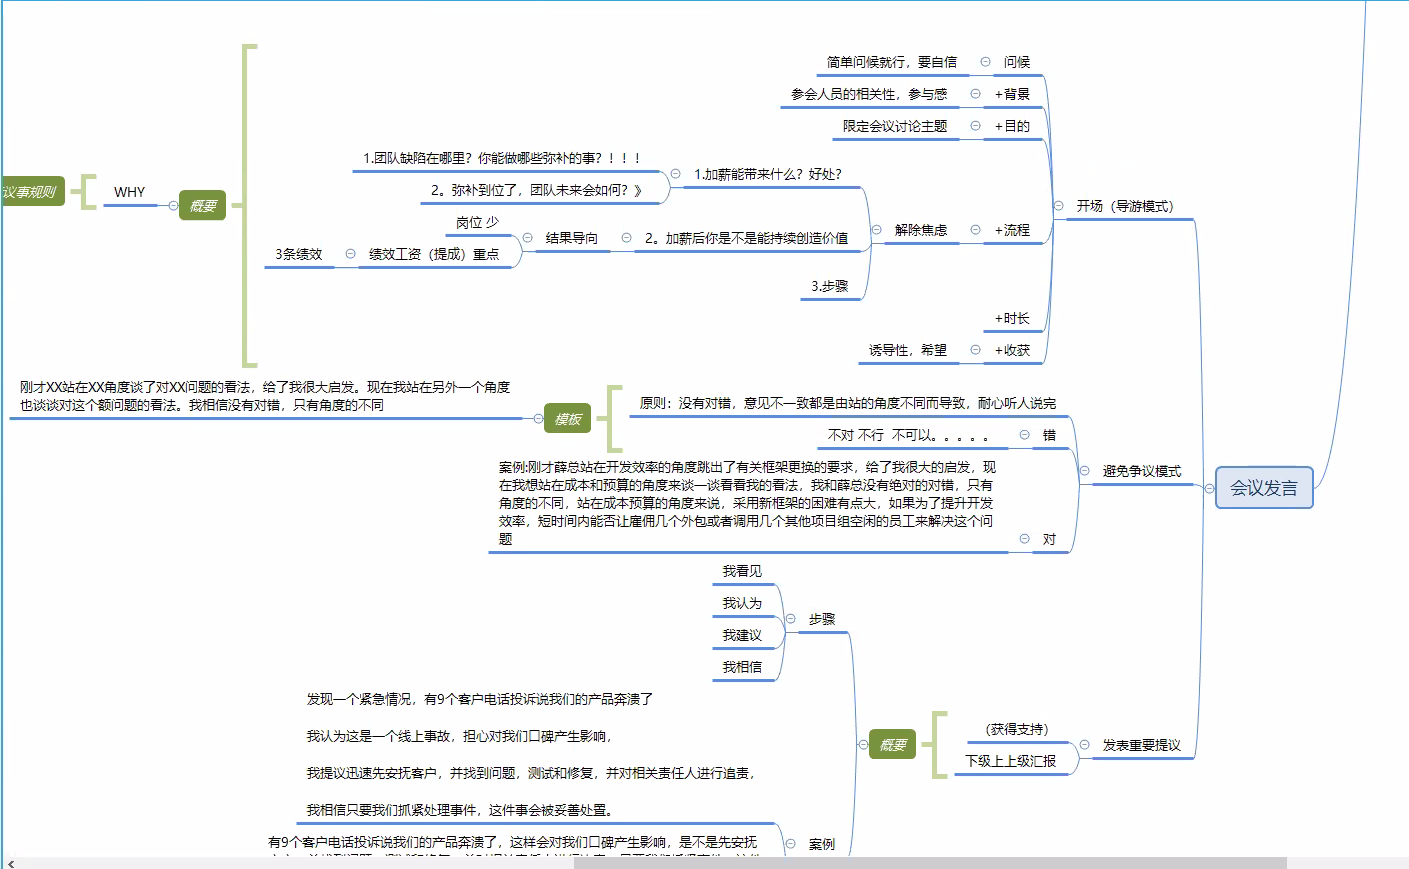 简单问候就行，要自信
问候
参会人员的相关性，参与感
+背景
限定会议讨论主题
+目的
1.团队缺陷在哪里？你能做哪些弥补的事？！！！
1.加薪能带来什么？好处？
2。弥补到位了，团队未来会如何？》
议事规则
WHY
概要
开场（导游模式）
岗位 少
结果导向
2。加薪后你是不是能持续创造价值
解除焦虑
+流程
3条绩效
绩效工资（提成）重点
3.步骤
+时长
诱导性，希望
+收获
刚才XX站在XX角度谈了对XX问题的看法，给了我很大启发。现在我站在另外一个角度
也谈谈对这个额问题的看法。我相信没有对错，只有角度的不同
模板
原则：没有对错，意见不一致都是由站的角度不同而导致，耐心听人说完
不对 不行  不可以。。。。。
错
避免争议模式
会议发言
案例:刚才薛总站在开发效率的角度跳出了有关框架更换的要求，给了我很大的启发，现
在我想站在成本和预算的角度来谈一谈看看我的看法，我和薛总没有绝对的对错，只有
角度的不同，站在成本预算的角度来说，采用新框架的困难有点大，如果为了提升开发
效率，短时间内能否让雇佣几个外包或者调用几个其他项目组空闲的员工来解决这个问
题
对
我看见
我认为
步骤
我建议
我相信
发现一个紧急情况，有9个客户电话投诉说我们的产品奔溃了
我认为这是一个线上事故，担心对我们口碑产生影响，
我提议迅速先安抚客户，并找到问题，测试和修复，并对相关责任人进行追责，
我相信只要我们抓紧处理事件，这件事会被妥善处置。
概要
（获得支持）
发表重要提议
下级上上级汇报
有9个客户电话投诉说我们的产品奔溃了，这样会对我们口碑产生影响，是不是先安抚
案例